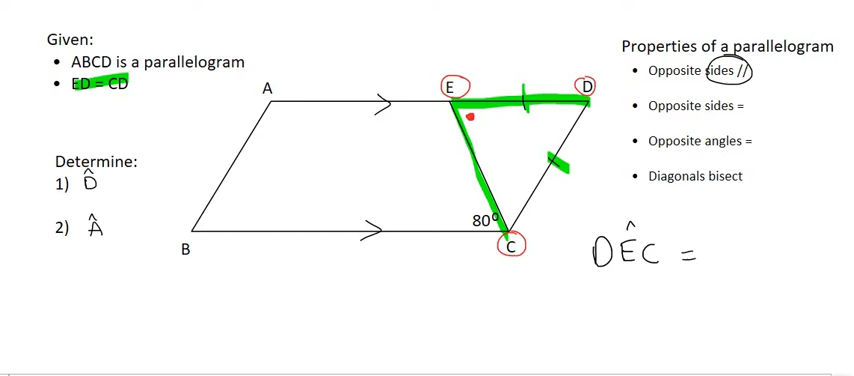 Given:
• ABCD is a parallelogram
• ED = CD
Determine:
1) D̂
2) Â
A
E
D
B
80°
C
Properties of a parallelogram
• Opposite sides //
• Opposite sides =
• Opposite angles =
• Diagonals bisect
DÊC =